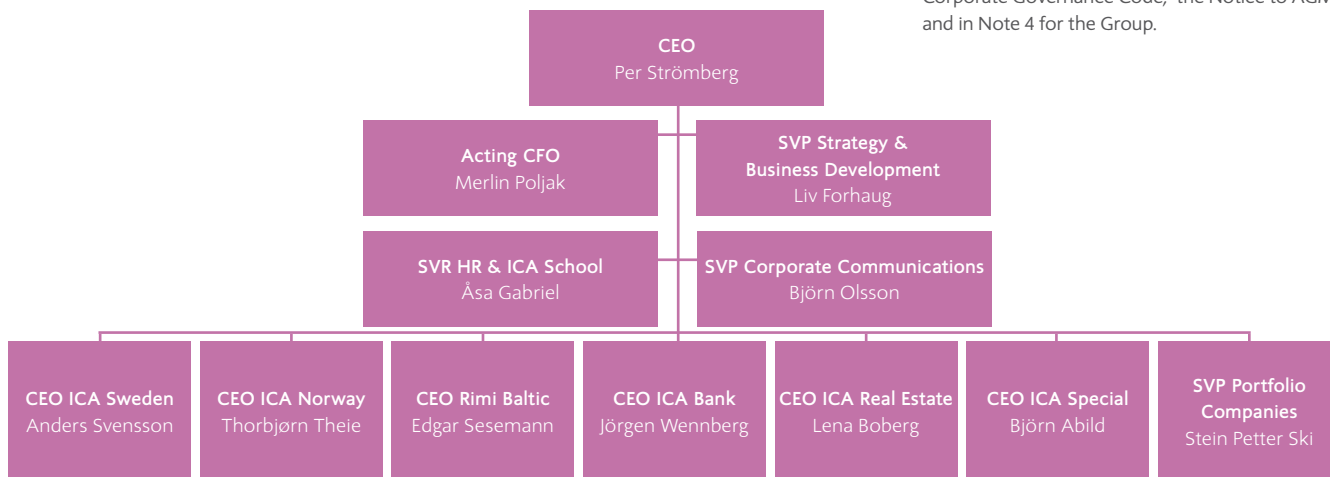 Corporate Governance Code,” the Notice to AGM
and in Note 4 for the Group.
CEO
Per Strömberg
Acting CFO
Merlin Poljak
SVP Strategy &
Business Development
Liv Forhaug
SVR HR & ICA School
Åsa Gabriel
SVP Corporate Communications
Björn Olsson
CEO ICA Sweden
Anders Svensson
CEO ICA Norway
Thorbjørn Theie
CEO Rimi Baltic
Edgar Sesemann
CEO ICA Bank
Jörgen Wennberg
CEO ICA Real Estate
Lena Boberg
CEO ICA Special
Björn Abild
SVP Portfolio
Companies
Stein Petter Ski